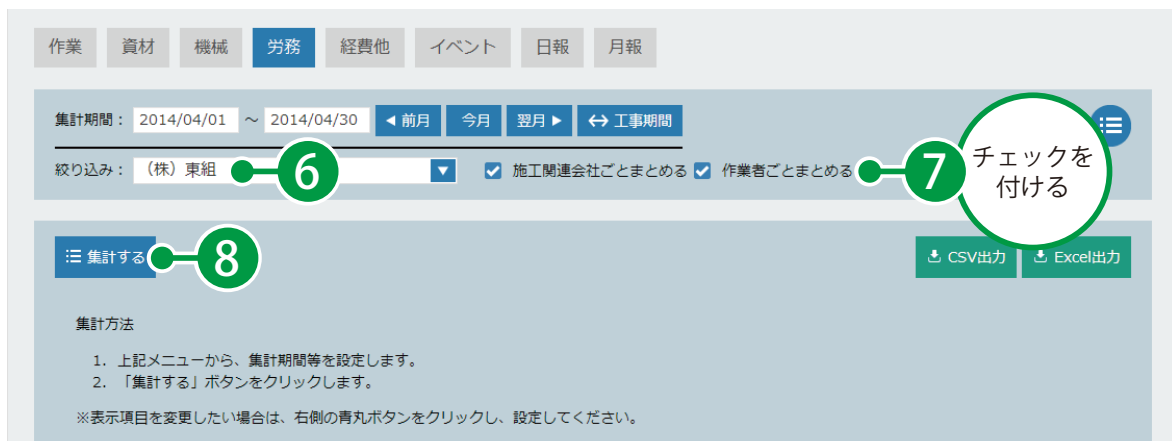 作業 資材 機械 労務 経費他 イベント 日報 月報
集計期間： 2014/04/01 ～ 2014/04/30 前月 今月 翌月 工事期間
絞り込み： （株）東組 6 施工関連会社ごとまとめる 作業者ごとまとめる 7 チェックを
付ける
集計する 8 CSV出力 Excel出力
集計方法
1. 上記メニューから、集計期間等を設定します。
2. 「集計する」ボタンをクリックします。
※表示項目を変更したい場合は、右側の青丸ボタンをクリックし、設定してください。